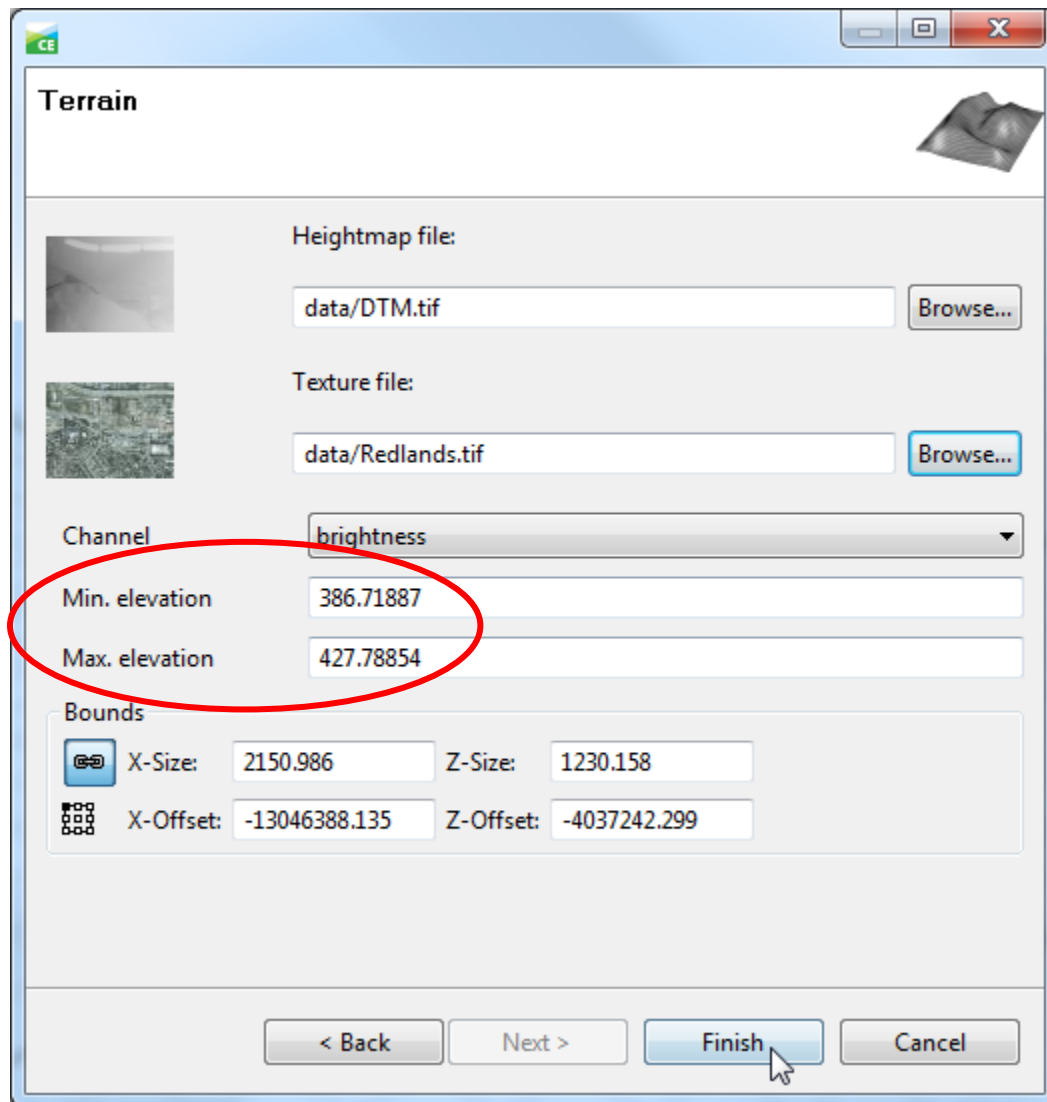 CE
Terrain
Heightmap file:
data/DTM.tif
Browse...
Texture file:
data/Redlands.tif
Browse...
Channel brightness
Min. elevation 386.71887
Max. elevation 427.78854
Bounds
X-Size: 2150.986 Z-Size: 1230.158
X-Offset: -13046388.135 Z-Offset: -4037242.299
< Back Next > Finish Cancel